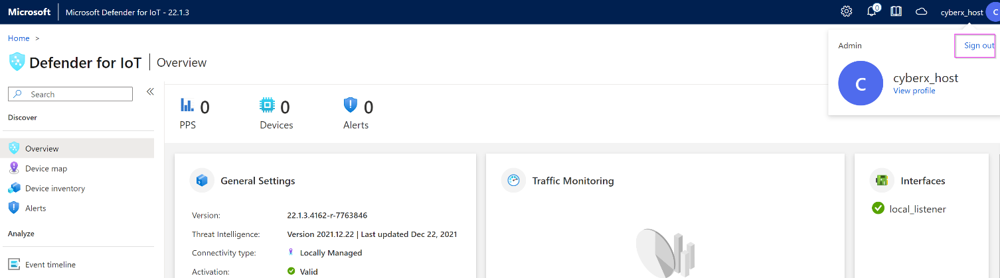 Microsoft Microsoft Defender for IoT - 22.1.3 0 cyberx_host C
Home >
Admin Sign out
Defender for IoT Overview
C
cyberx_host
View profile
Search
0 0 0
PPS Devices Alerts
Discover
Overview
Device map
Device inventory
Alerts
Analyze
Event timeline
General Settings
Version: 22.1.3.4162-r-7763846
Threat Intelligence: Version 2021.12.22 | Last updated Dec 22, 2021
Connectivity type: Locally Managed
Activation: Valid
Traffic Monitoring
Interfaces
local_listener